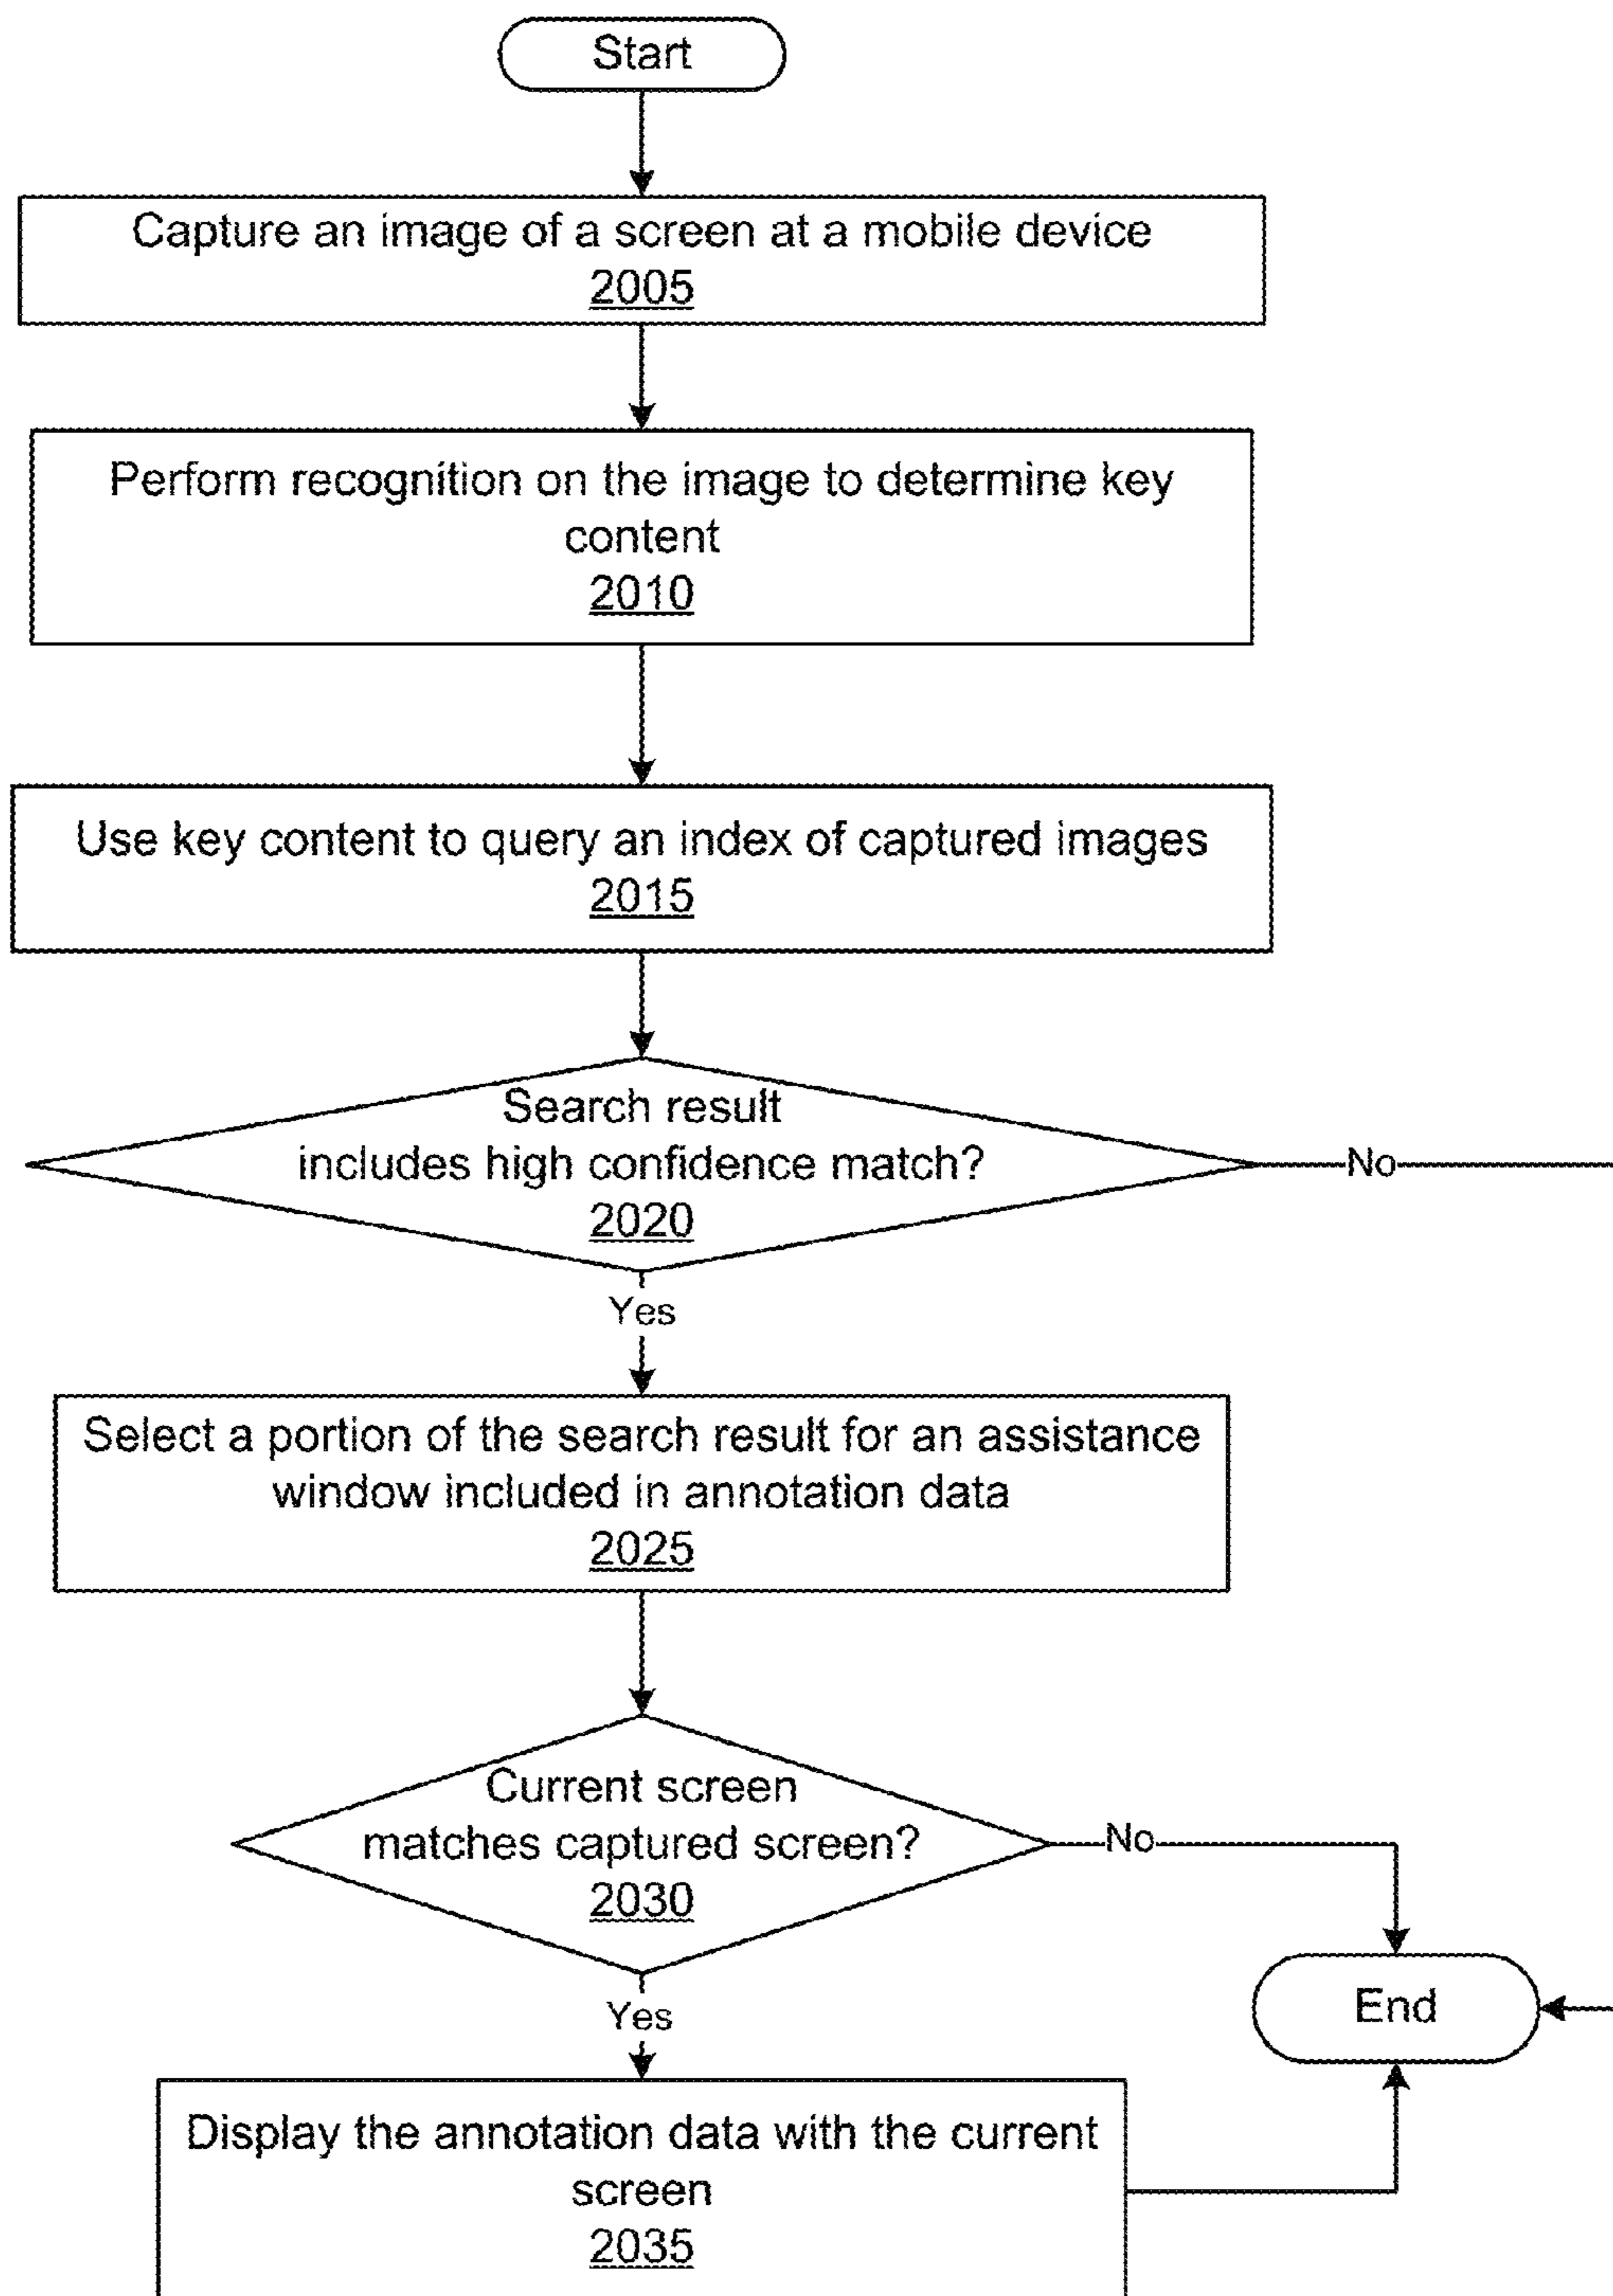 Start
Capture an image of a screen at a mobile device
2005
Perform recognition on the image to determine key
content
2010
Use key content to query an index of captured images
2015
Search result
includes high confidence match?
2020
No
Yes
Select a portion of the search result for an assistance
window included in annotation data
2025
Current screen
matches captured screen?
2030
No
Yes
End
Display the annotation data with the current
screen
2035